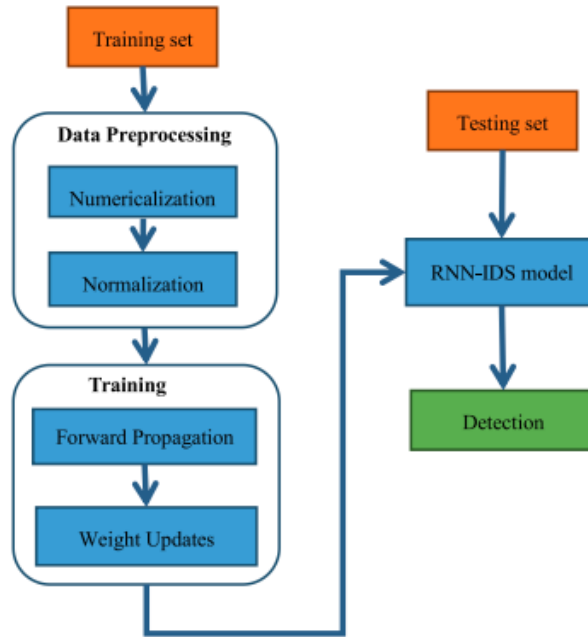 Training set
Data Preprocessing
Numericalization
Normalization
Training
Forward Propagation
Weight Updates
Testing set
RNN-IDS model
Detection